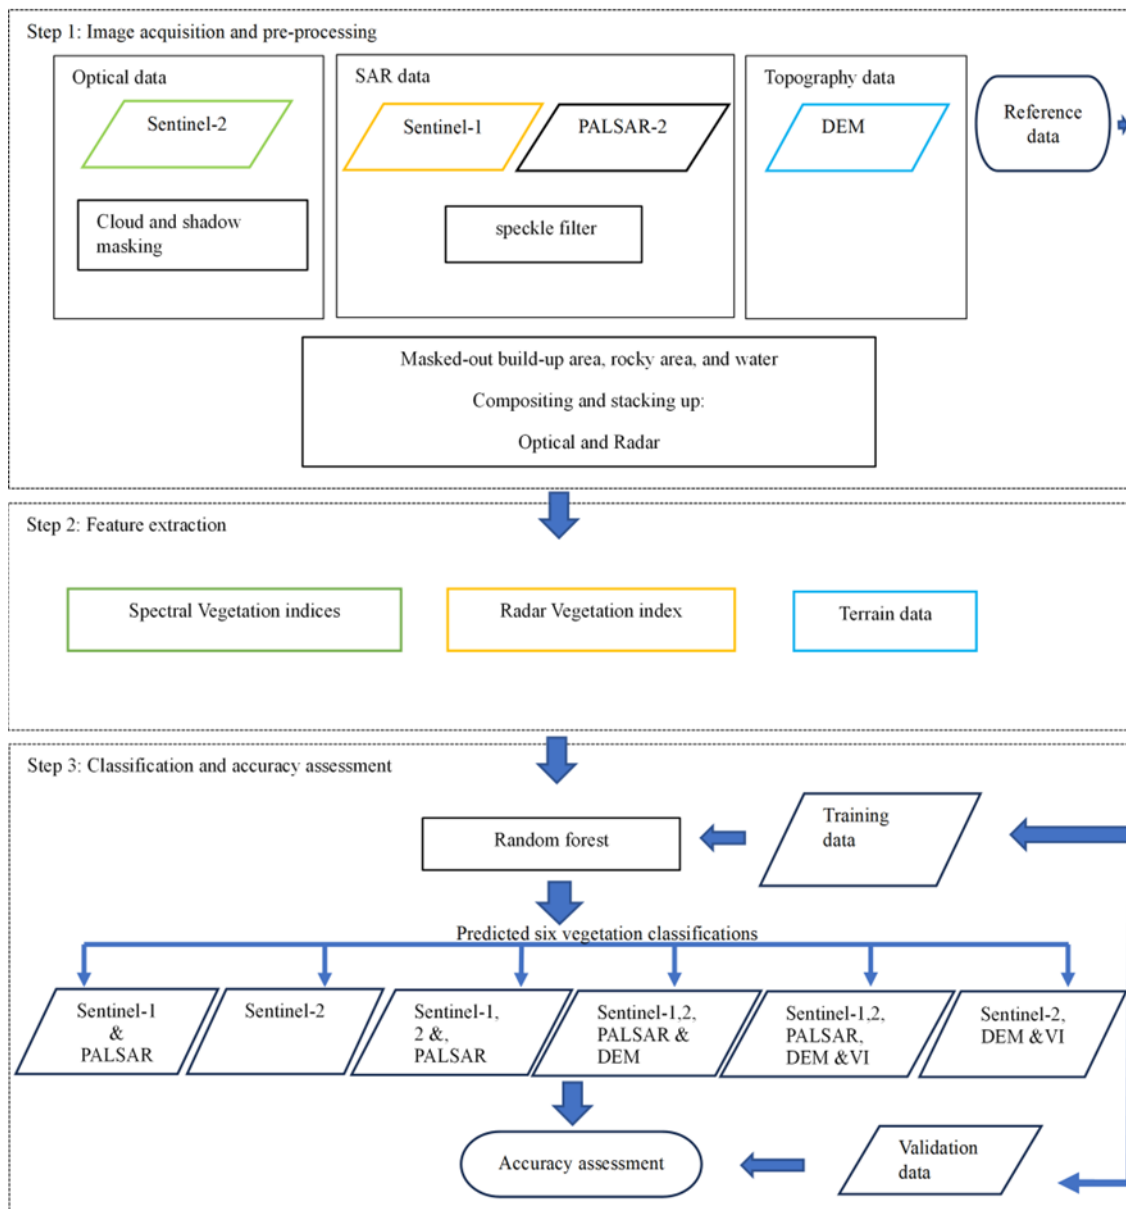 Step 1: Image acquisition and pre-processing
Optical data
Sentinel-2
Cloud and shadow
masking
SAR data
Sentinel-1
PALSAR-2
speckle filter
Topography data
DEM
Reference
data
Masked-out build-up area, rocky area, and water
Compositing and stacking up:
Optical and Radar
Step 2: Feature extraction
Spectral Vegetation indices
Radar Vegetation index
Terrain data
Step 3: Classification and accuracy assessment
Random forest
Training
data
Predicted six vegetation classifications
Sentinel-1
&
PALSAR
Sentinel-2
Sentinel-1,
2 &,
PALSAR
Sentinel-1,2,
PALSAR &
DEM
Sentinel-1,2,
PALSAR,
DEM &VI
Sentinel-2,
DEM &VI
Accuracy assessment
Validation
data